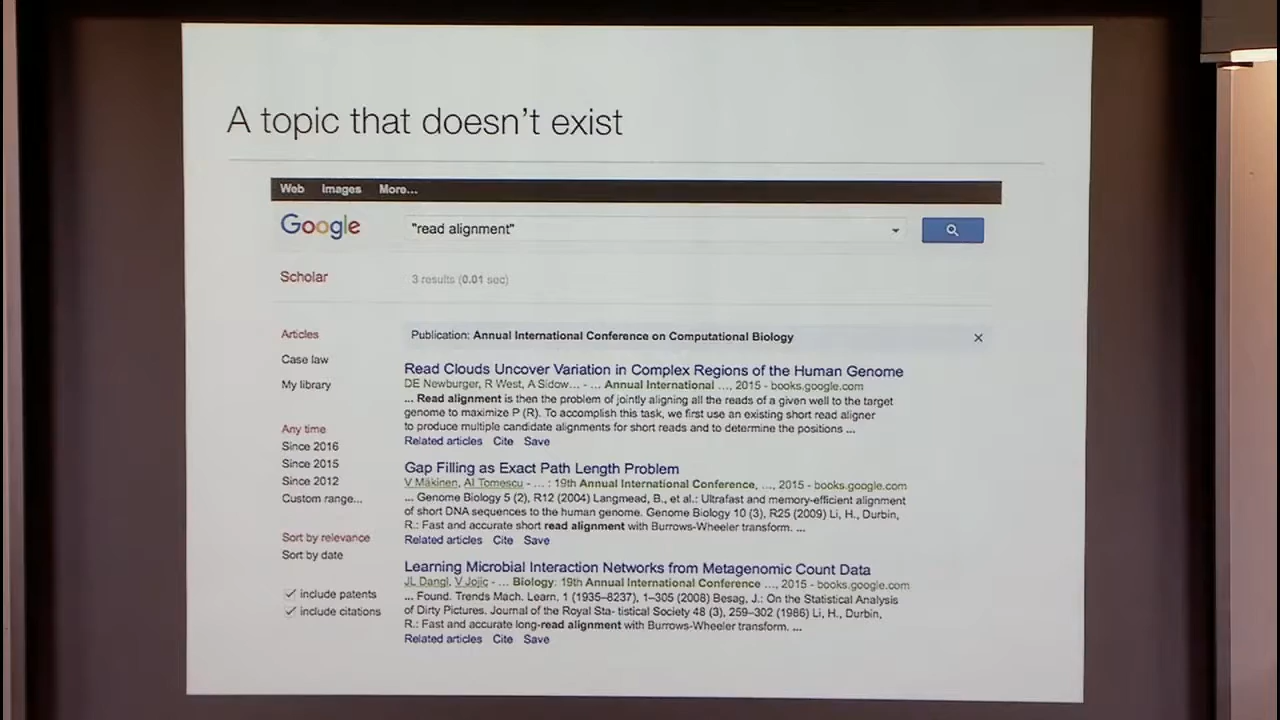 A topic that doesn't exist
Web Images More...
Google "read alignment"
Scholar 3 results (0.01 sec)
Articles
Case law
My library
Any time
Since 2016
Since 2015
Since 2012
Custom range...
Sort by relevance
Sort by date
include patents
include citations
Publication: Annual International Conference on Computational Biology
Read Clouds Uncover Variation in Complex Regions of the Human Genome
DE Newburger, R West, A Sidow... - ... Annual International ..., 2015 - books.google.com
... Read alignment is then the problem of jointly aligning all the reads of a given well to the target
genome to maximize P (R). To accomplish this task, we first use an existing short read aligner
to produce multiple candidate alignments for short reads and to determine the positions ...
Related articles Cite Save
Gap Filling as Exact Path Length Problem
V Mäkinen, AI Tomescu - ... : 19th Annual International Conference, ..., 2015 - books.google.com
... Genome Biology 5 (2), R12 (2004) Langmead, B., et al.: Ultrafast and memory-efficient alignment
of short DNA sequences to the human genome. Genome Biology 10 (3), R25 (2009) Li, H., Durbin,
R.: Fast and accurate short read alignment with Burrows-Wheeler transform. ...
Related articles Cite Save
Learning Microbial Interaction Networks from Metagenomic Count Data
JL Dangl, V Jojic - ... Biology: 19th Annual International Conference ..., 2015 - books.google.com
... Found. Trends Mach. Learn. 1 (1935–8237), 1–305 (2008) Besag, J.: On the Statistical Analysis
of Dirty Pictures. Journal of the Royal Sta- tistical Society 48 (3), 259–302 (1986) Li, H., Durbin,
R.: Fast and accurate long-read alignment with Burrows-Wheeler transform. ...
Related articles Cite Save